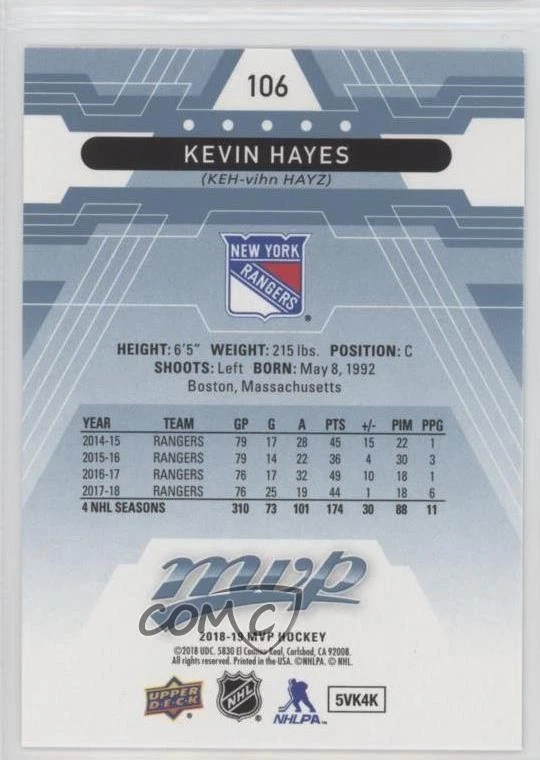 106
KEVIN HAYES
(KEH-vihn HAYZ)
NEW YORK
RANGERS
®
HEIGHT: 6'5" WEIGHT: 215 lbs. POSITION: C
SHOOTS: Left BORN: May 8, 1992
Boston, Massachusetts
YEAR TEAM GP G A PTS +/- PIM PPG
2014-15 RANGERS 79 17 28 45 15 22 1
2015-16 RANGERS 79 14 22 36 4 30 3
2016-17 RANGERS 76 17 32 49 10 18 1
2017-18 RANGERS 76 25 19 44 1 18 6
4 NHL SEASONS 310 73 101 174 30 88 11
mvp
COMC
2018-19 MVP HOCKEY
©2018 UDC. 5830 El Camino Real, Carlsbad, CA 92008.
All rights reserved. Printed in the USA. ©NHLPA. © NHL.
UPPER DECK
NHL
NHLPA
5VK4K